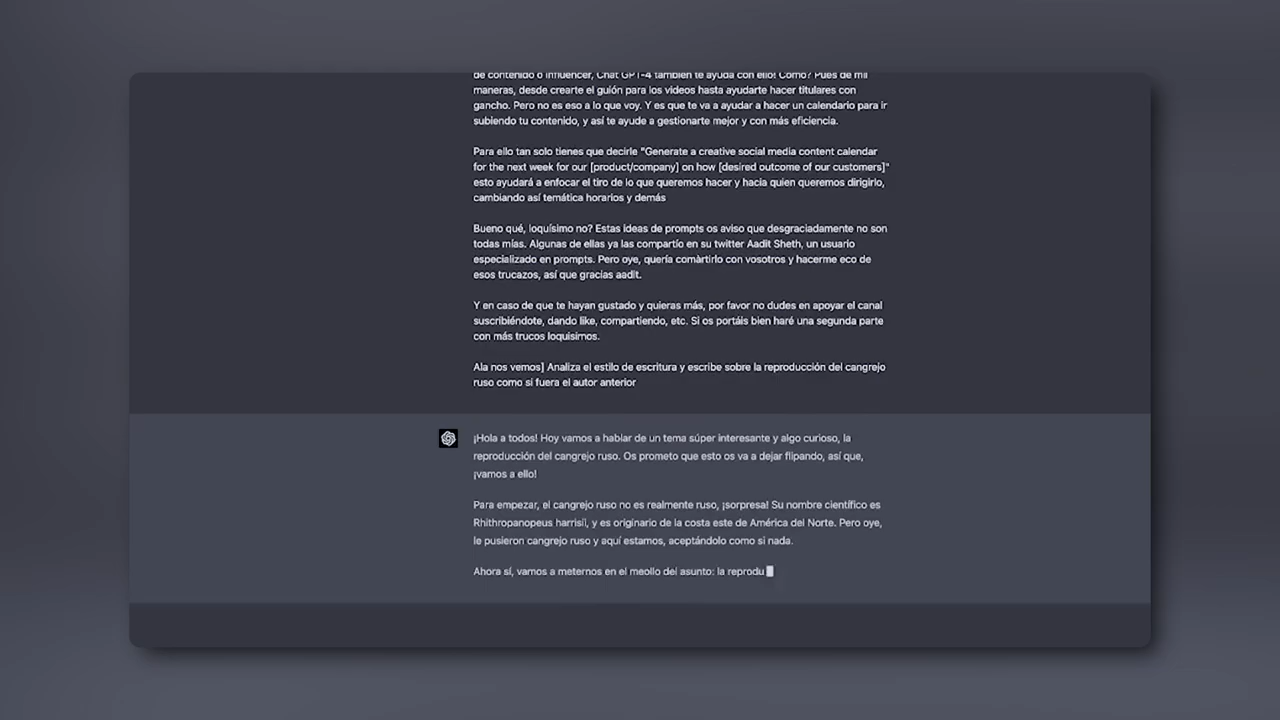 de contenido o influencer, Chat GPT-4 también te ayuda con ello! Cómo? Pues de mil
maneras, desde crearte el guión para los videos hasta ayudarte hacer titulares con
gancho. Pero no es eso a lo que voy. Y es que te va a ayudar a hacer un calendario para ir
subiendo tu contenido, y así te ayude a gestionarte mejor y con más eficiencia.
Para ello tan solo tienes que decirle "Generate a creative social media content calendar
for the next week for our [product/company] on how [desired outcome of our customers]"
esto ayudará a enfocar el tiro de lo que queremos hacer y hacia quien queremos dirigirlo,
cambiando así temática horarios y demás
Bueno qué, loquísimo no? Estas ideas de prompts os aviso que desgraciadamente no son
todas mías. Algunas de ellas ya las compartío en su twitter Aadit Sheth, un usuario
especializado en prompts. Pero oye, quería comàrtirlo con vosotros y hacerme eco de
esos trucazos, así que gracias aadit.
Y en caso de que te hayan gustado y quieras más, por favor no dudes en apoyar el canal
suscribiéndote, dando like, compartiendo, etc. Si os portáis bien haré una segunda parte
con más trucos loquisimos.
Ala nos vemos] Analiza el estilo de escritura y escribe sobre la reproducción del cangrejo
ruso como si fuera el autor anterior
¡Hola a todos! Hoy vamos a hablar de un tema súper interesante y algo curioso, la
reproducción del cangrejo ruso. Os prometo que esto os va a dejar flipando, así que,
¡vamos a ello!
Para empezar, el cangrejo ruso no es realmente ruso, ¡sorpresa! Su nombre científico es
Rhithropanopeus harrisii, y es originario de la costa este de América del Norte. Pero oye,
le pusieron cangrejo ruso y aquí estamos, aceptándolo como si nada.
Ahora sí, vamos a meternos en el meollo del asunto: la reprodu